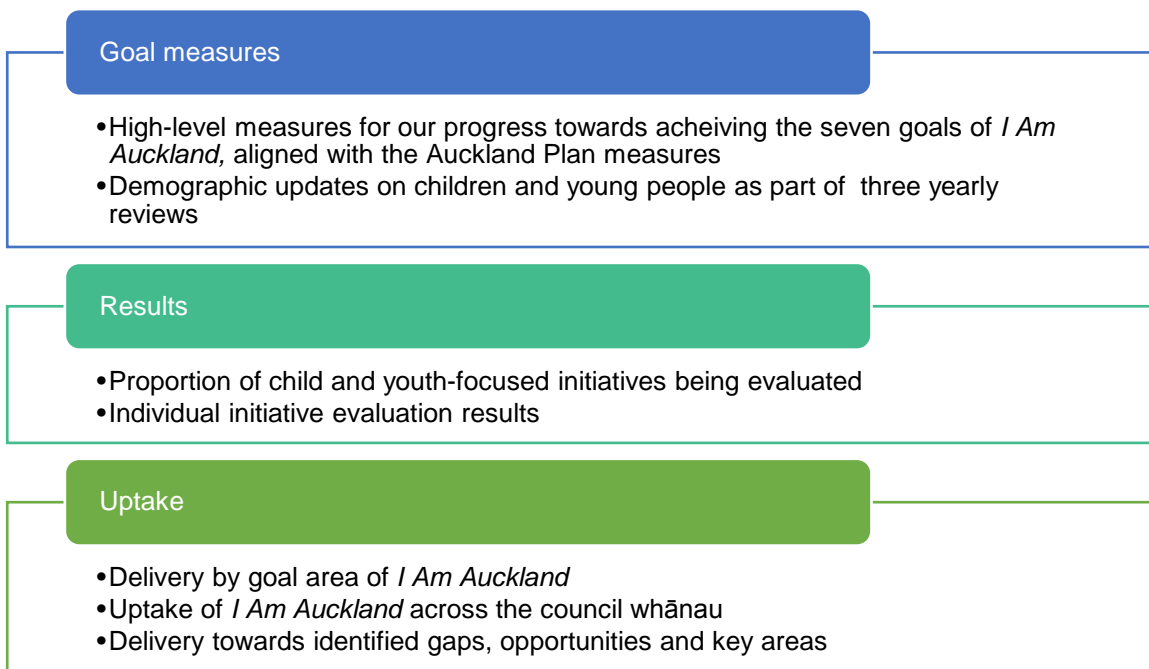 Goal measures
•High-level measures for our progress towards acheiving the seven goals of I Am
Auckland, aligned with the Auckland Plan measures
•Demographic updates on children and young people as part of three yearly
reviews
Results
•Proportion of child and youth-focused initiatives being evaluated
•Individual initiative evaluation results
Uptake
•Delivery by goal area of I Am Auckland
•Uptake of I Am Auckland across the council whānau
•Delivery towards identified gaps, opportunities and key areas